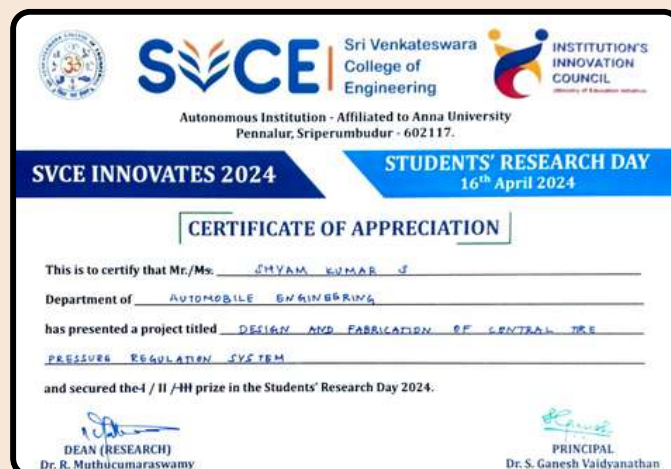 SVCE
Sri Venkateswara
College of
Engineering
INSTITUTION'S
INNOVATION
COUNCIL
(Ministry of Education Initiative)
Autonomous Institution - Affiliated to Anna University
Pennalur, Sriperumbudur - 602117.
SVCE INNOVATES 2024
STUDENTS' RESEARCH DAY
16th April 2024
CERTIFICATE OF APPRECIATION
This is to certify that Mr./Ms. SHYAM KUMAR S
Department of AUTOMOBILE ENGINEERING
has presented a project titled DESIGN AND FABRICATION OF CENTRAL TIRE
PRESSURE REGULATION SYSTEM
and secured the I / II / III prize in the Students' Research Day 2024.
DEAN (RESEARCH)
Dr. R. Muthucumaraswamy
PRINCIPAL
Dr. S. Ganesh Vaidyanathan